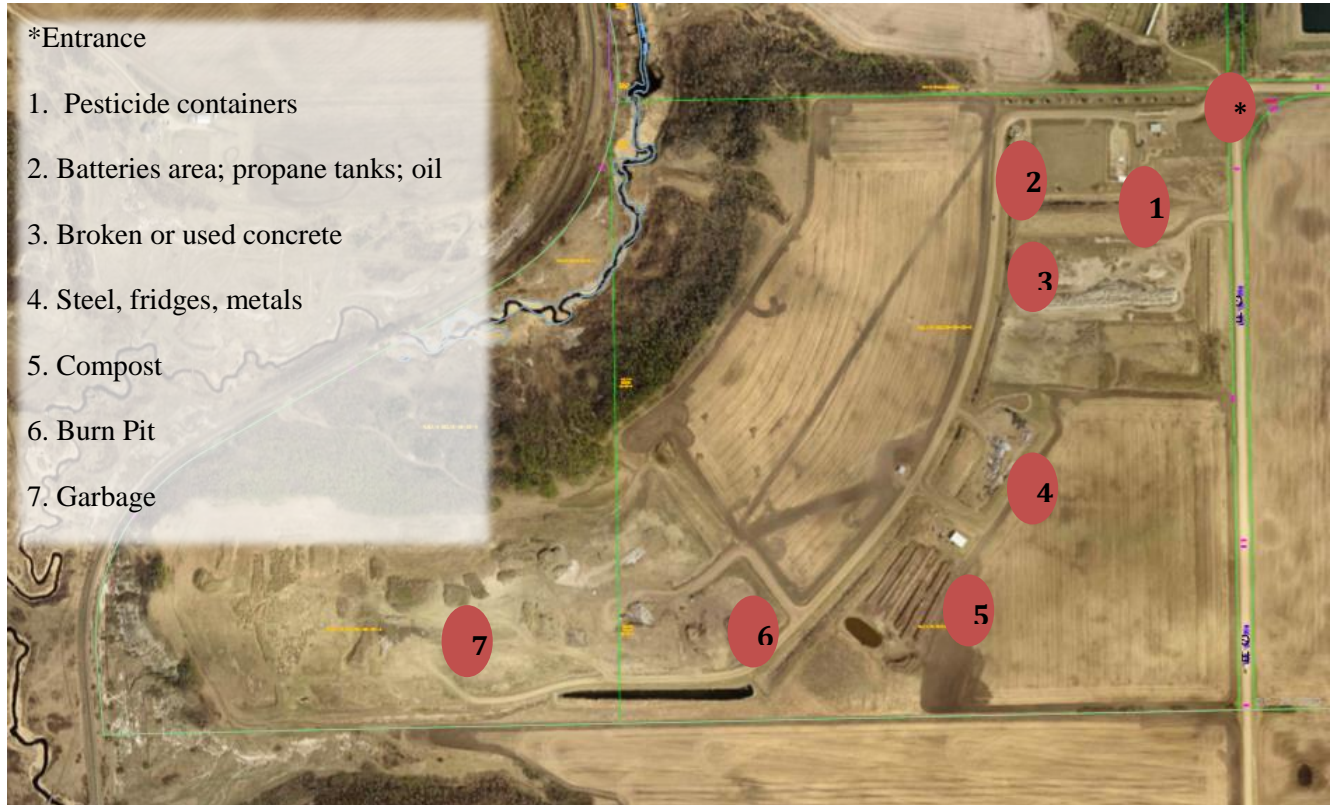 *Entrance
1. Pesticide containers
2. Batteries area; propane tanks; oil
3. Broken or used concrete
4. Steel, fridges, metals
5. Compost
6. Burn Pit
7. Garbage
*
2
1
3
4
5
6
7